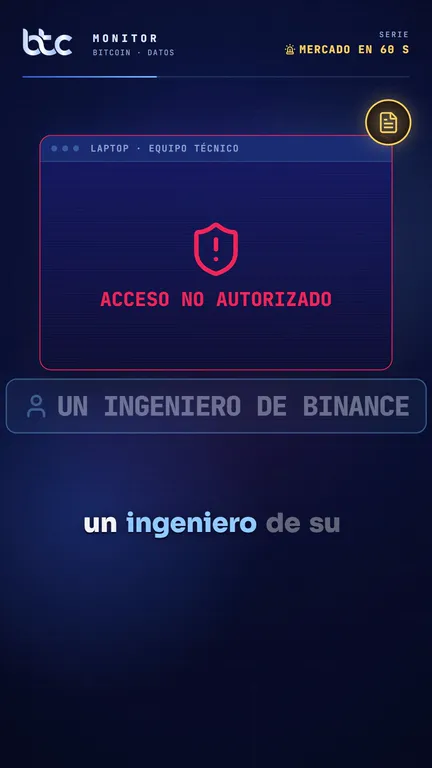 btc MONITOR
BITCOIN · DATOS
SERIE
MERCADO EN 60 S
LAPTOP · EQUIPO TÉCNICO
ACCESO NO AUTORIZADO
UN INGENIERO DE BINANCE
un ingeniero de su